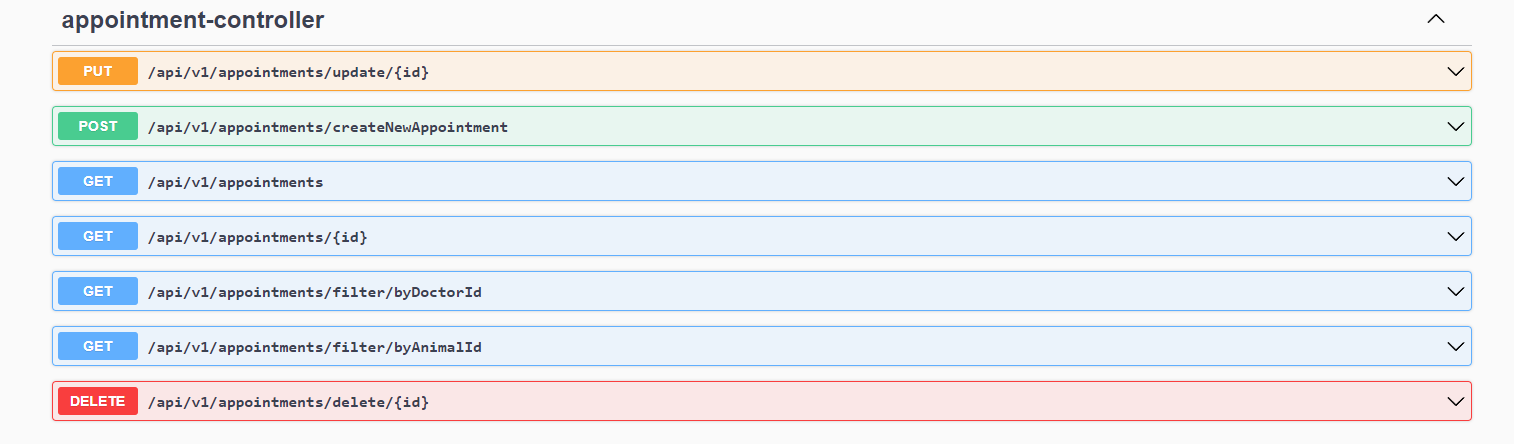 appointment-controller
PUT /api/v1/appointments/update/{id}
POST /api/v1/appointments/createNewAppointment
GET /api/v1/appointments
GET /api/v1/appointments/{id}
GET /api/v1/appointments/filter/byDoctorId
GET /api/v1/appointments/filter/byAnimalId
DELETE /api/v1/appointments/delete/{id}